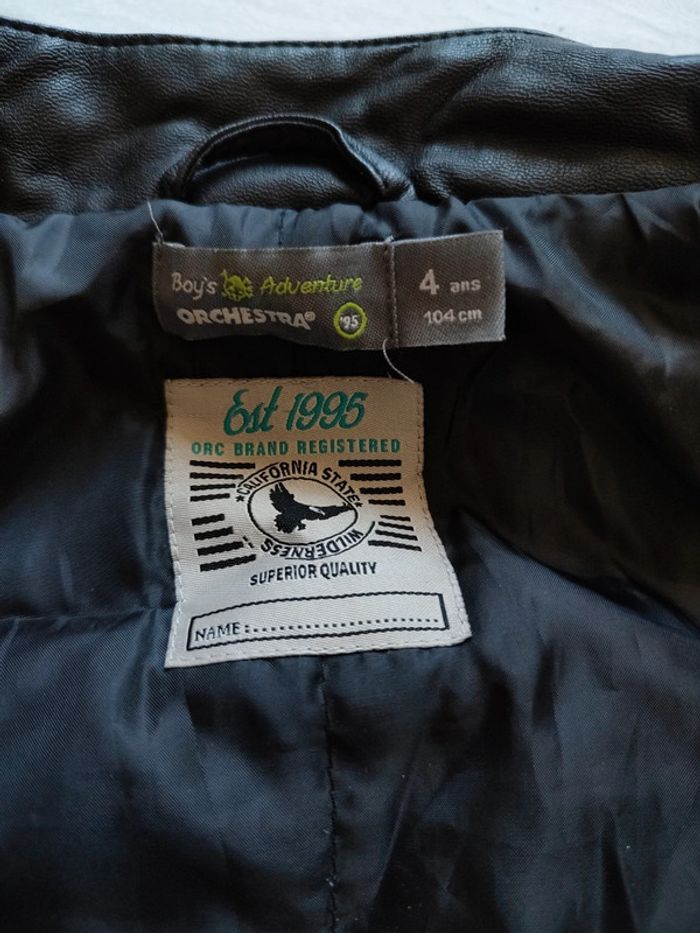 Boy's Adventure
ORCHESTRA® '95
4 ans
104 cm
Est 1995
ORC BRAND REGISTERED
★CALIFORNIA STATE★
WILDERNESS
SUPERIOR QUALITY
NAME:..............................